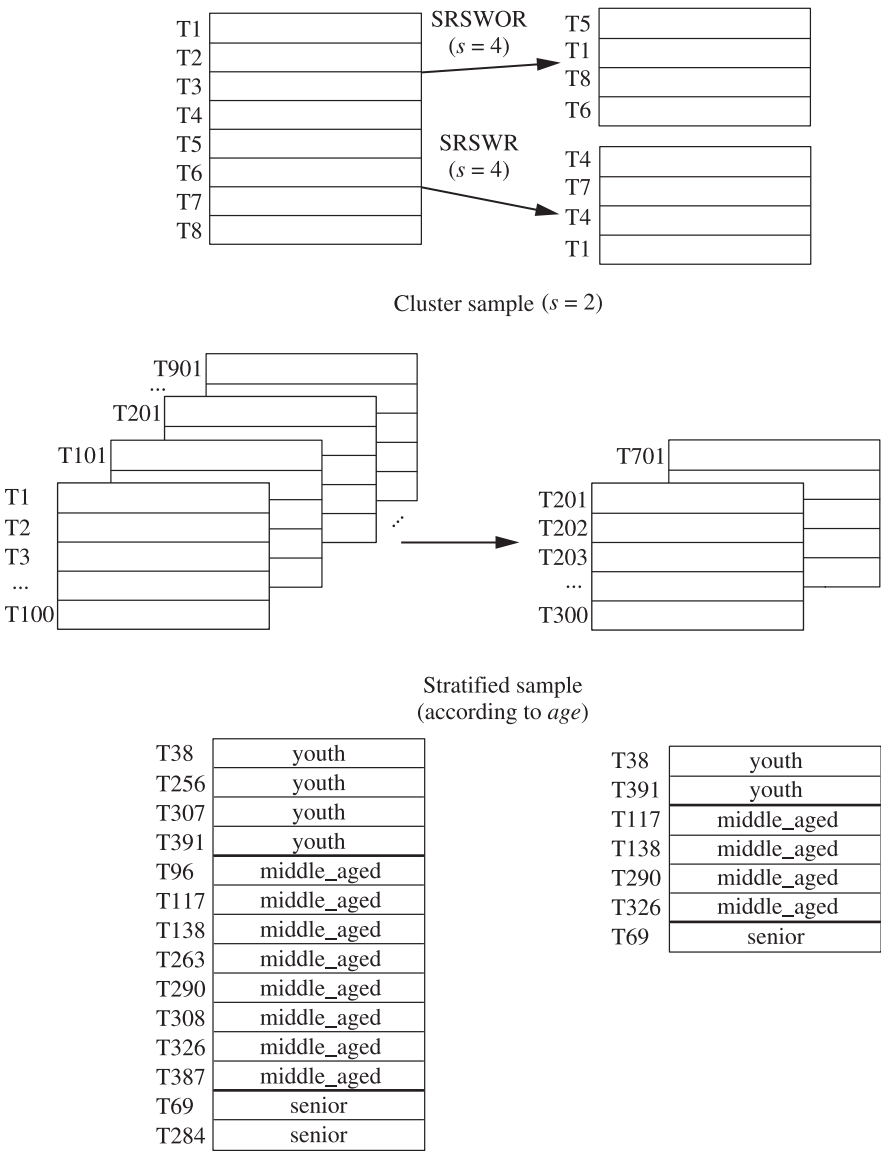 T1
T2
T3
T4
T5
T6
T7
T8
SRSWOR
(s = 4)
SRSWR
(s = 4)
T5
T1
T8
T6
T4
T7
T4
T1
Cluster sample (s = 2)
T901
...
T201
T101
T1
T2
T3
...
T100
...
T701
T201
T202
T203
...
T300
Stratified sample
(according to age)
T38 youth
T256 youth
T307 youth
T391 youth
T96 middle_aged
T117 middle_aged
T138 middle_aged
T263 middle_aged
T290 middle_aged
T308 middle_aged
T326 middle_aged
T387 middle_aged
T69 senior
T284 senior
T38 youth
T391 youth
T117 middle_aged
T138 middle_aged
T290 middle_aged
T326 middle_aged
T69 senior